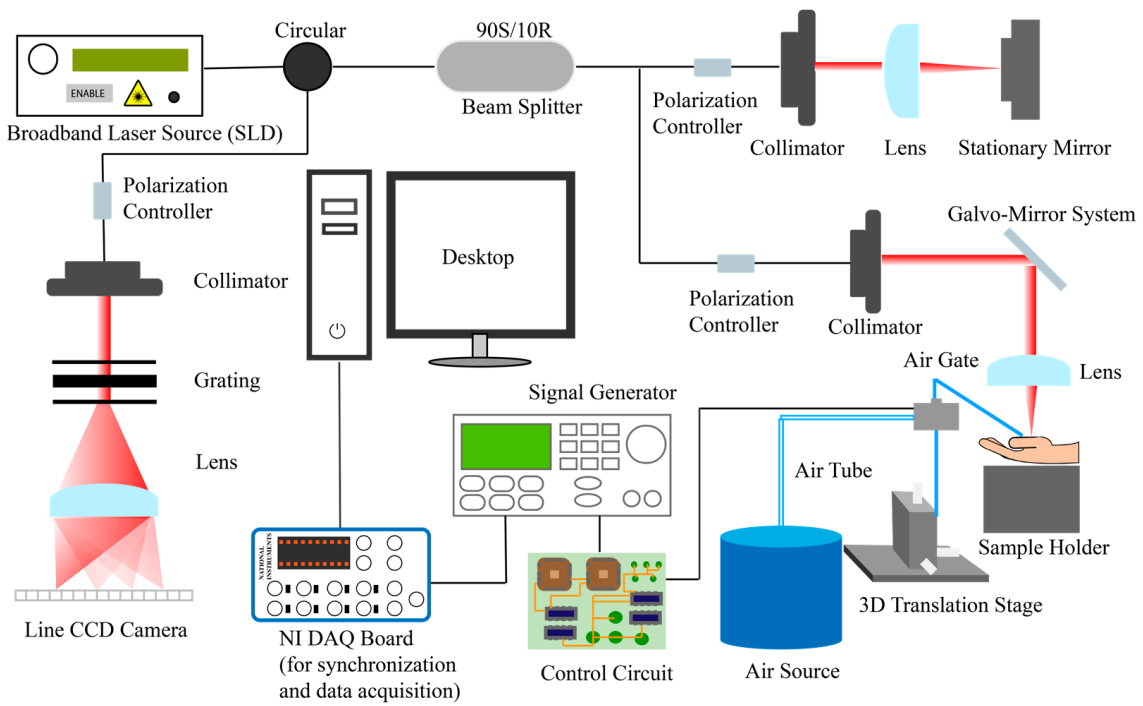 Circular
90S/10R
Beam Splitter
ENABLE
Broadband Laser Source (SLD)
Polarization
Controller
Collimator
Lens
Stationary Mirror
Polarization
Controller
Galvo-Mirror System
Collimator
Desktop
Polarization
Controller
Collimator
Grating
Lens
Line CCD Camera
Signal Generator
Air Gate
Lens
Air Tube
Sample Holder
3D Translation Stage
NATIONAL
INSTRUMENTS
NI DAQ Board
(for synchronization
and data acquisition)
Control Circuit
Air Source